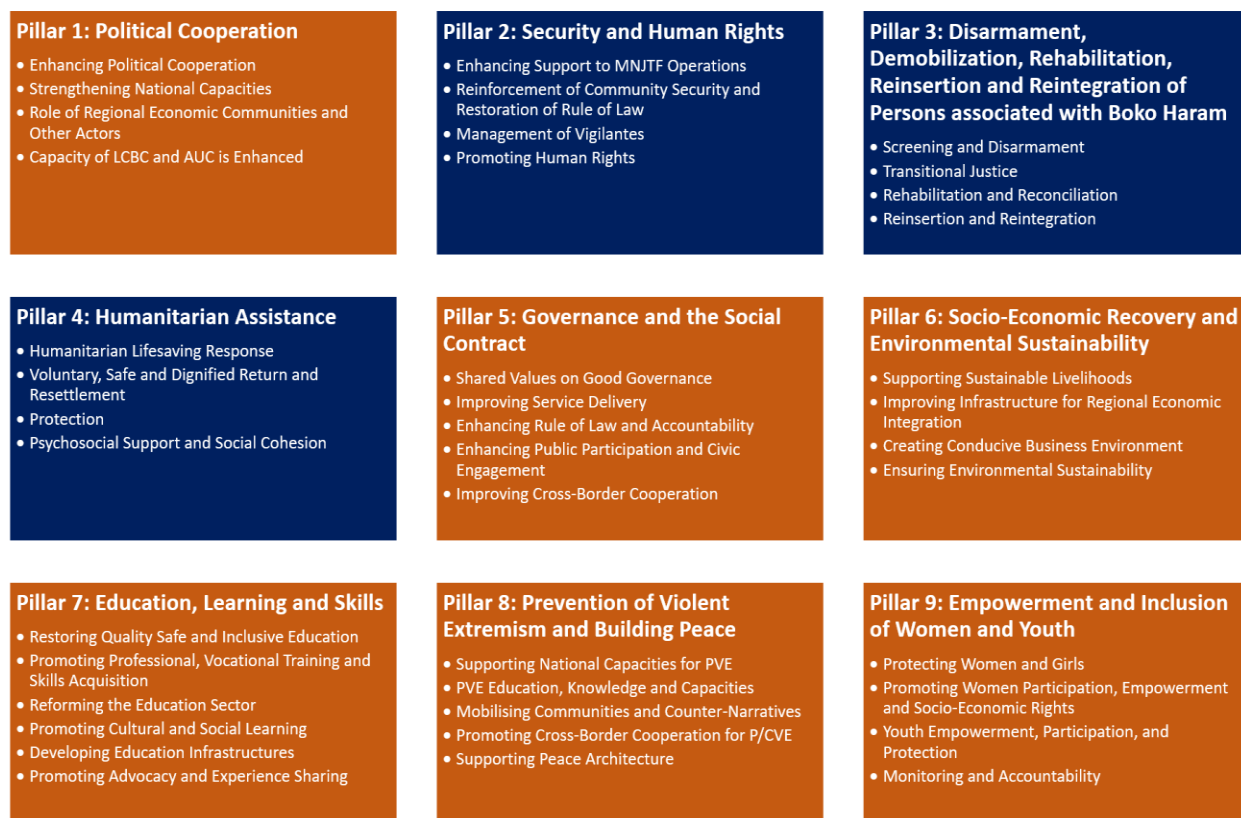 Pillar 1: Political Cooperation
• Enhancing Political Cooperation
• Strengthening National Capacities
• Role of Regional Economic Communities and
Other Actors
• Capacity of LCBC and AUC is Enhanced
Pillar 2: Security and Human Rights
• Enhancing Support to MNJTF Operations
• Reinforcement of Community Security and
Restoration of Rule of Law
• Management of Vigilantes
• Promoting Human Rights
Pillar 3: Disarmament,
Demobilization, Rehabilitation,
Reinsertion and Reintegration of
Persons associated with Boko Haram
• Screening and Disarmament
• Transitional Justice
• Rehabilitation and Reconciliation
• Reinsertion and Reintegration
Pillar 4: Humanitarian Assistance
• Humanitarian Lifesaving Response
• Voluntary, Safe and Dignified Return and
Resettlement
• Protection
• Psychosocial Support and Social Cohesion
Pillar 5: Governance and the Social
Contract
• Shared Values on Good Governance
• Improving Service Delivery
• Enhancing Rule of Law and Accountability
• Enhancing Public Participation and Civic
Engagement
• Improving Cross-Border Cooperation
Pillar 6: Socio-Economic Recovery and
Environmental Sustainability
• Supporting Sustainable Livelihoods
• Improving Infrastructure for Regional Economic
Integration
• Creating Conducive Business Environment
• Ensuring Environmental Sustainability
Pillar 7: Education, Learning and Skills
• Restoring Quality Safe and Inclusive Education
• Promoting Professional, Vocational Training and
Skills Acquisition
• Reforming the Education Sector
• Promoting Cultural and Social Learning
• Developing Education Infrastructures
• Promoting Advocacy and Experience Sharing
Pillar 8: Prevention of Violent
Extremism and Building Peace
• Supporting National Capacities for PVE
• PVE Education, Knowledge and Capacities
• Mobilising Communities and Counter-Narratives
• Promoting Cross-Border Cooperation for P/CVE
• Supporting Peace Architecture
Pillar 9: Empowerment and Inclusion
of Women and Youth
• Protecting Women and Girls
• Promoting Women Participation, Empowerment
and Socio-Economic Rights
• Youth Empowerment, Participation, and
Protection
• Monitoring and Accountability